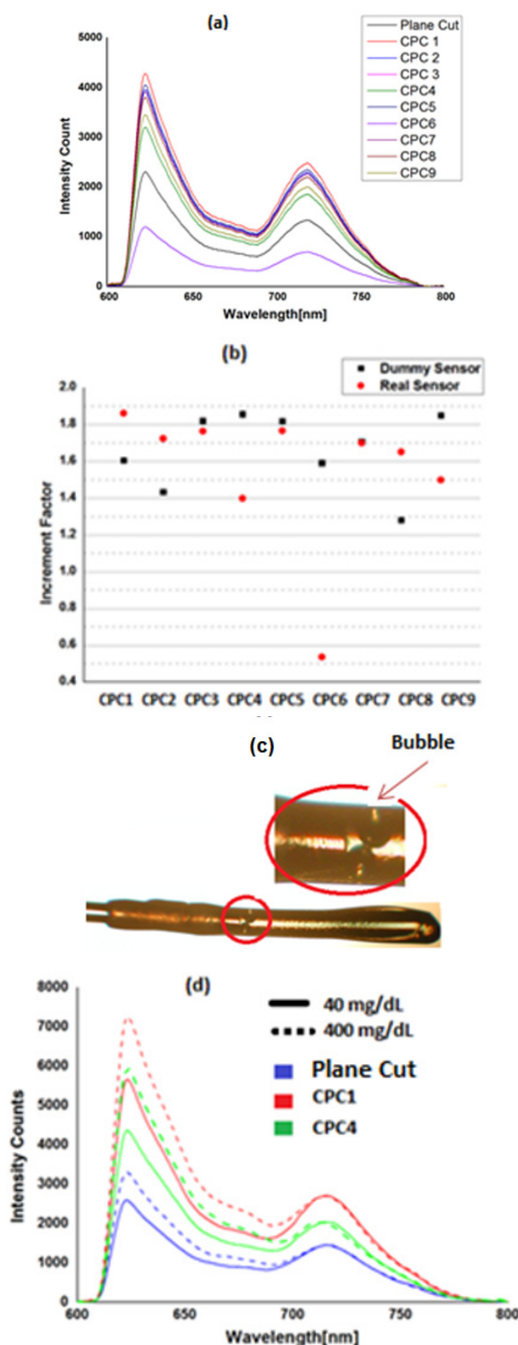 (a)
Plane Cut
CPC 1
CPC 2
CPC 3
CPC4
CPC5
CPC6
CPC7
CPC8
CPC9
5000
4000
3000
2000
1000
0
Intensity Count
600 650 700 750 800
Wavelength[nm]
(b)
Dummy Sensor
Real Sensor
2.0
1.8
1.6
1.4
1.2
1.0
0.8
0.6
0.4
Increment Factor
CPC1 CPC2 CPC3 CPC4 CPC5 CPC6 CPC7 CPC8 CPC9
(c)
Bubble
(d)
40 mg/dL
400 mg/dL
Plane Cut
CPC1
CPC4
8000
7000
6000
5000
4000
3000
2000
1000
0
Intensity Counts
600 650 700 750 800
Wavelength[nm]